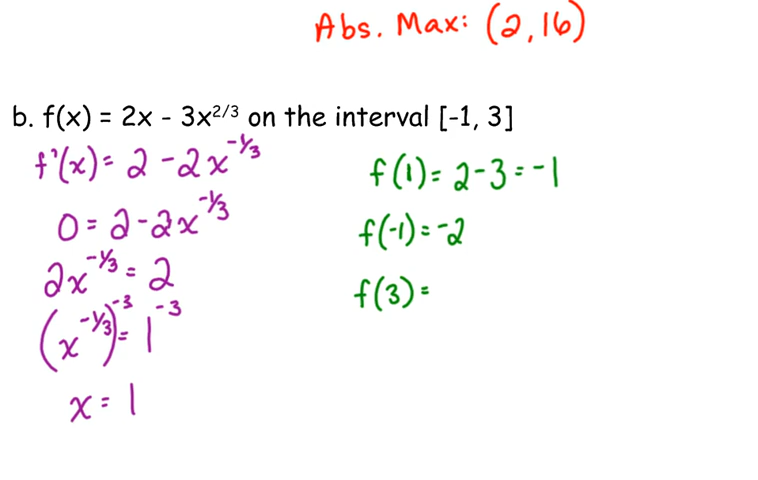 Abs. Max: (2, 16)
b. f(x) = 2x - 3x^{2/3} on the interval [-1, 3]
f'(x) = 2 - 2x^{-1/3}
0 = 2 - 2x^{-1/3}
2x^{-1/3} = 2
(x^{-1/3})^{-3} = 1^{-3}
x = 1
f(1) = 2 - 3 = -1
f(-1) = -2
f(3) =